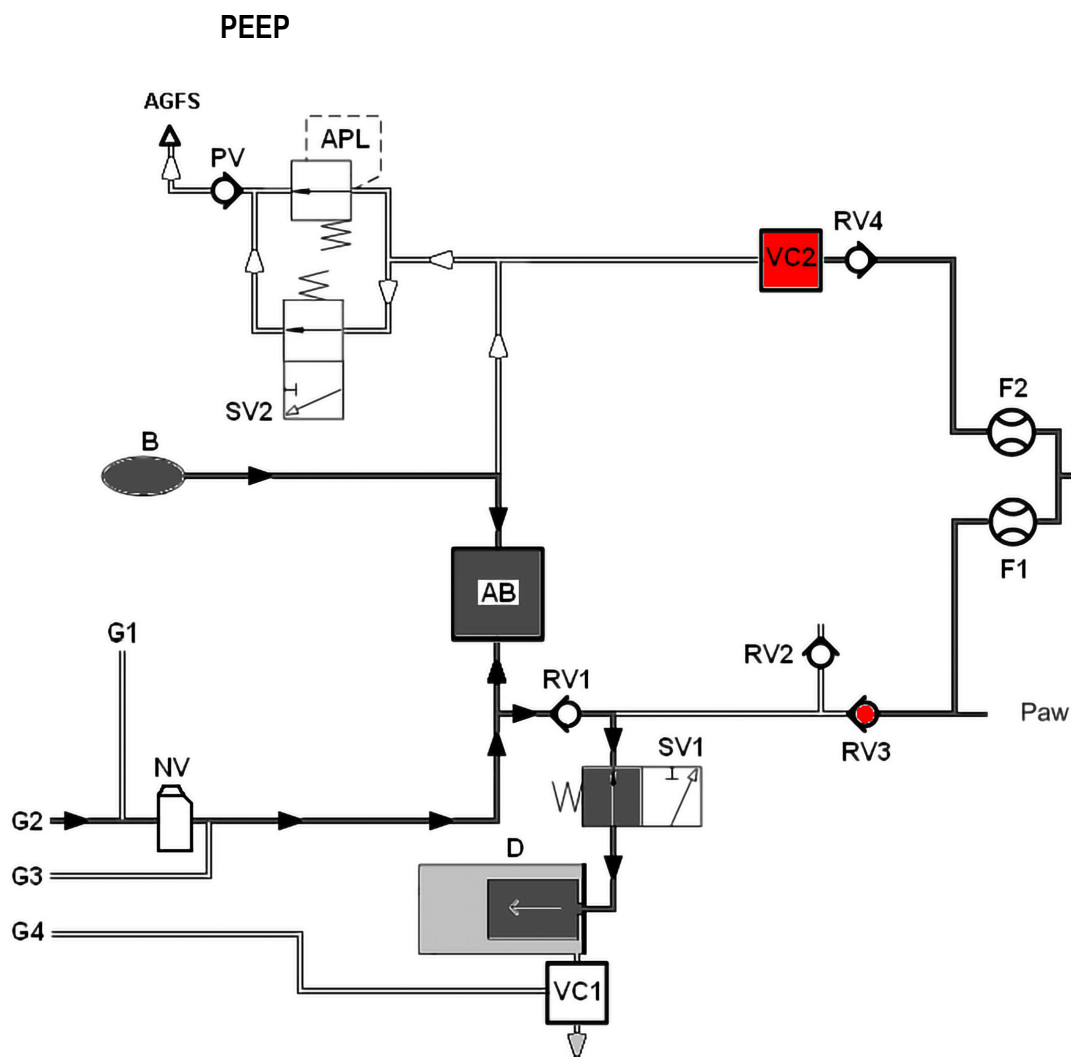 PEEP
AGFS
APL
PV
RV4
VC2
SV2
F2
B
F1
AB
G1
RV1
RV2
Paw
NV
SV1
RV3
G2
D
G3
G4
VC1